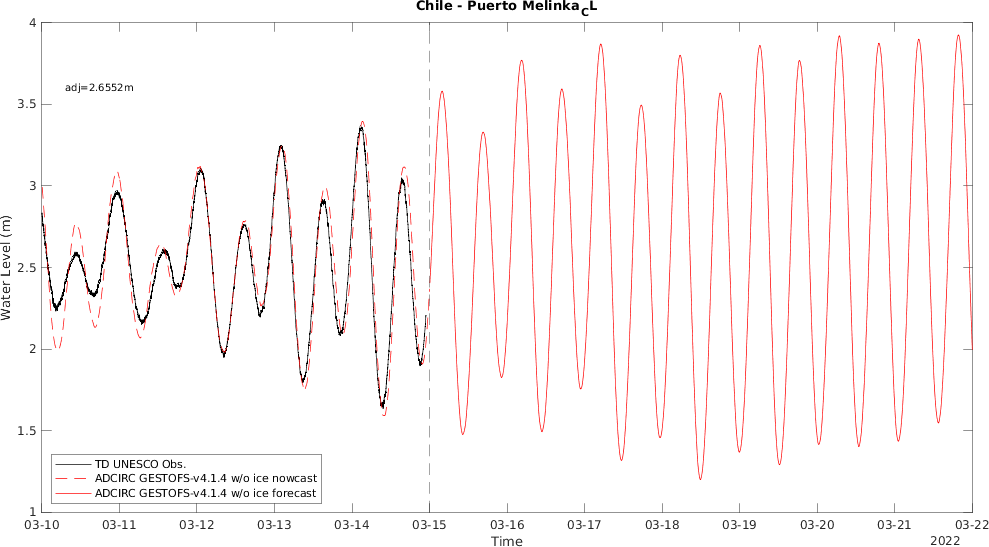 Chile - Puerto Melinka_CL
4
adj=2.6552m
3.5
3
Water Level (m)
2.5
2
1.5
TD UNESCO Obs.
ADCIRC GESTOFS-v4.1.4 w/o ice nowcast
ADCIRC GESTOFS-v4.1.4 w/o ice forecast
1
03-10 03-11 03-12 03-13 03-14 03-15 03-16 03-17 03-18 03-19 03-20 03-21 03-22
Time
2022